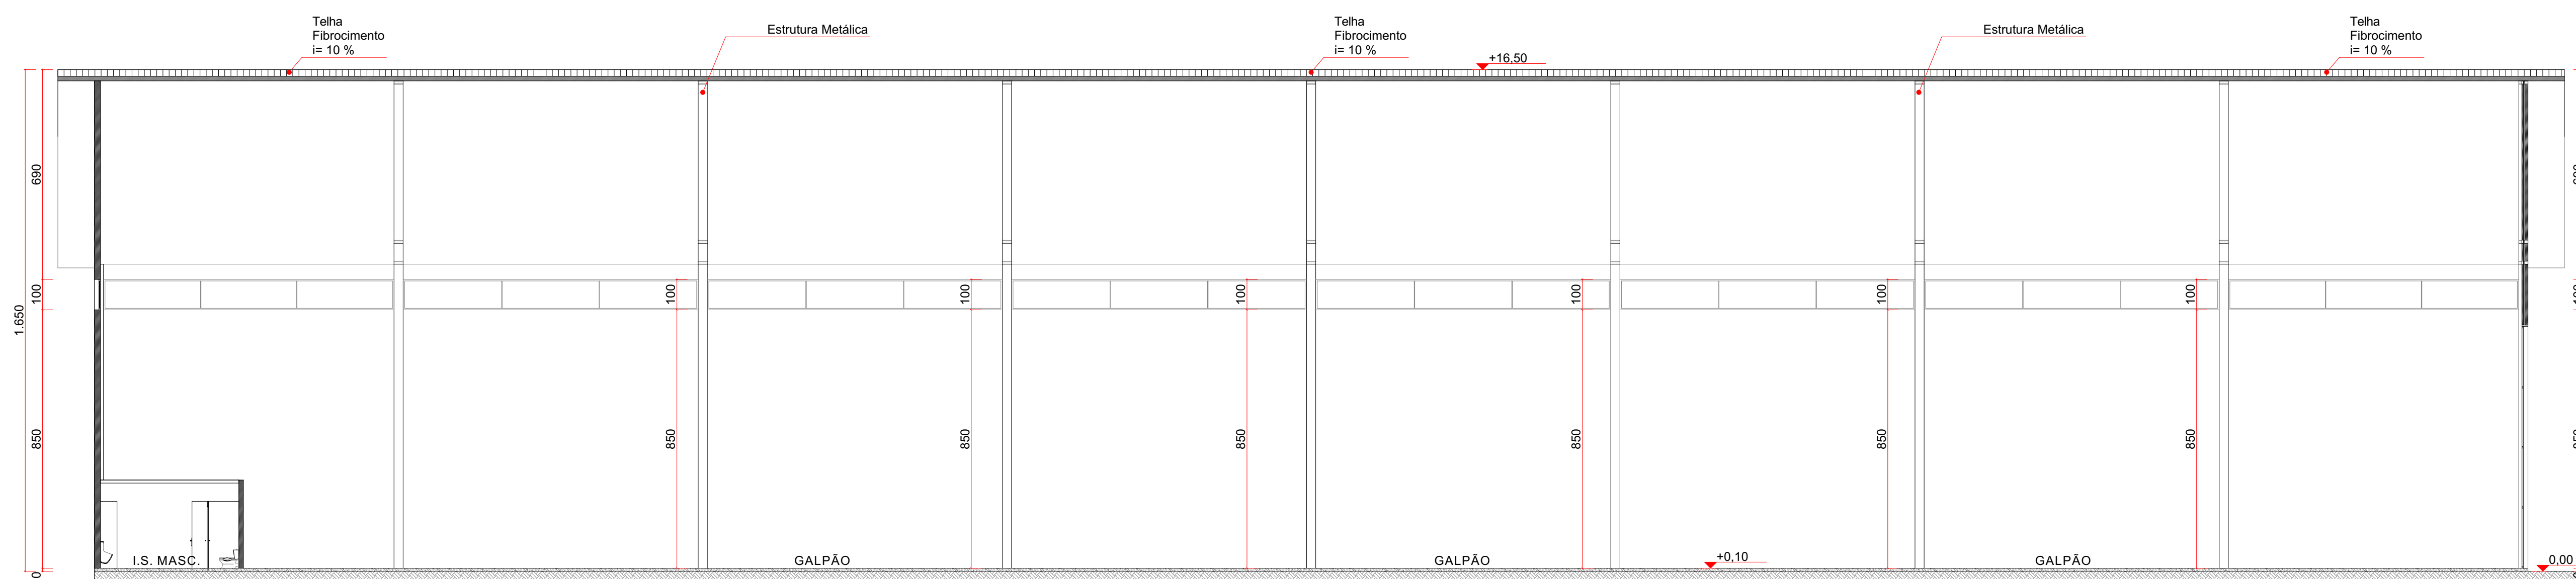 Telha
Fibrocimento
i= 10 %
Estrutura Metálica
Telha
Fibrocimento
i= 10 %
+16,50
Estrutura Metálica
Telha
Fibrocimento
i= 10 %
690
100
1.650
850
0
100
100
100
100
100
100
850
850
850
850
850
850
I.S. MASC.
GALPÃO
GALPÃO
+0,10
GALPÃO
0,00